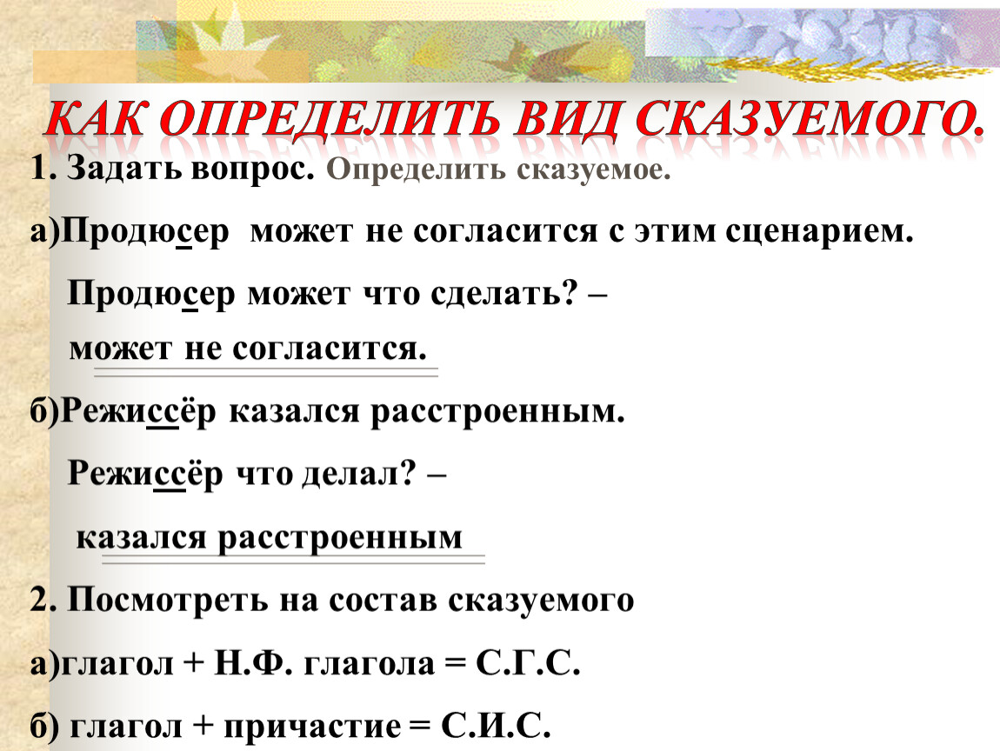 КАК ОПРЕДЕЛИТЬ ВИД СКАЗУЕМОГО.
1. Задать вопрос. Определить сказуемое.
а)Продюсер может не согласится с этим сценарием.
Продюсер может что сделать? –
может не согласится.
б)Режиссёр казался расстроенным.
Режиссёр что делал? –
казался расстроенным
2. Посмотреть на состав сказуемого
а)глагол + Н.Ф. глагола = С.Г.С.
б) глагол + причастие = С.И.С.